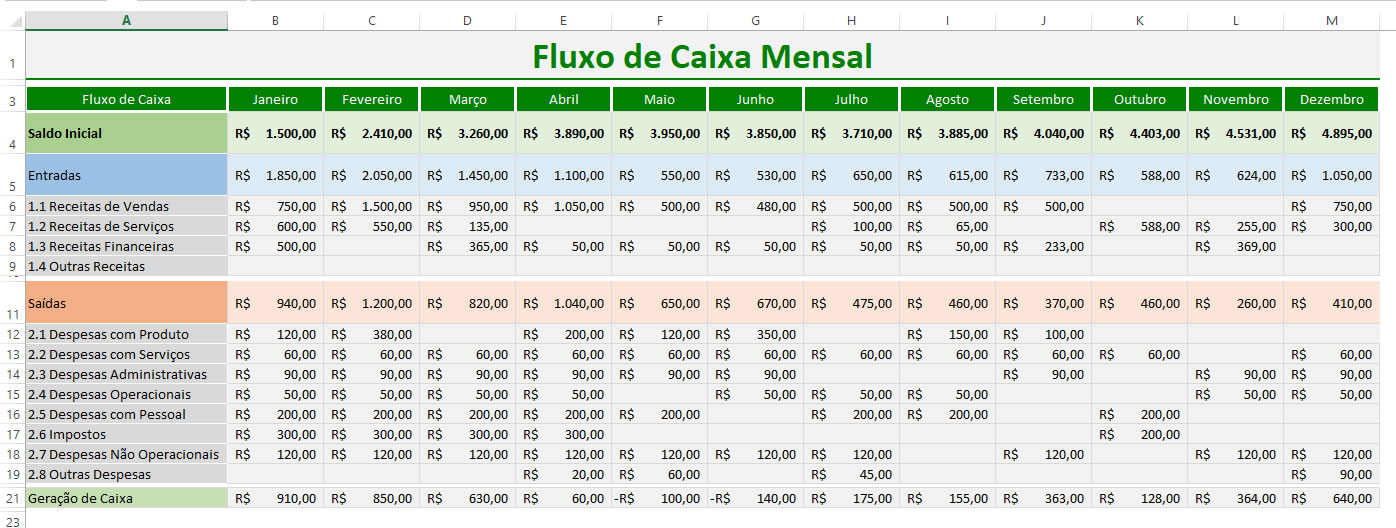 A B C D E F G H I J K L M
1 Fluxo de Caixa Mensal
3 Fluxo de Caixa Janeiro Fevereiro Março Abril Maio Junho Julho Agosto Setembro Outubro Novembro Dezembro
4 Saldo Inicial R$ 1.500,00 R$ 2.410,00 R$ 3.260,00 R$ 3.890,00 R$ 3.950,00 R$ 3.850,00 R$ 3.710,00 R$ 3.885,00 R$ 4.040,00 R$ 4.403,00 R$ 4.531,00 R$ 4.895,00
5 Entradas R$ 1.850,00 R$ 2.050,00 R$ 1.450,00 R$ 1.100,00 R$ 550,00 R$ 530,00 R$ 650,00 R$ 615,00 R$ 733,00 R$ 588,00 R$ 624,00 R$ 1.050,00
6 1.1 Receitas de Vendas R$ 750,00 R$ 1.500,00 R$ 950,00 R$ 1.050,00 R$ 500,00 R$ 480,00 R$ 500,00 R$ 500,00 R$ 500,00 R$ 750,00
7 1.2 Receitas de Serviços R$ 600,00 R$ 550,00 R$ 135,00 R$ 100,00 R$ 65,00 R$ 588,00 R$ 255,00 R$ 300,00
8 1.3 Receitas Financeiras R$ 500,00 R$ 365,00 R$ 50,00 R$ 50,00 R$ 50,00 R$ 50,00 R$ 50,00 R$ 233,00 R$ 369,00
9 1.4 Outras Receitas
11 Saídas R$ 940,00 R$ 1.200,00 R$ 820,00 R$ 1.040,00 R$ 650,00 R$ 670,00 R$ 475,00 R$ 460,00 R$ 370,00 R$ 460,00 R$ 260,00 R$ 410,00
12 2.1 Despesas com Produto R$ 120,00 R$ 380,00 R$ 200,00 R$ 120,00 R$ 350,00 R$ 150,00 R$ 100,00
13 2.2 Despesas com Serviços R$ 60,00 R$ 60,00 R$ 60,00 R$ 60,00 R$ 60,00 R$ 60,00 R$ 60,00 R$ 60,00 R$ 60,00 R$ 60,00 R$ 60,00
14 2.3 Despesas Administrativas R$ 90,00 R$ 90,00 R$ 90,00 R$ 90,00 R$ 90,00 R$ 90,00 R$ 90,00 R$ 90,00 R$ 90,00
15 2.4 Despesas Operacionais R$ 50,00 R$ 50,00 R$ 50,00 R$ 50,00 R$ 50,00 R$ 50,00 R$ 50,00 R$ 50,00 R$ 50,00
16 2.5 Despesas com Pessoal R$ 200,00 R$ 200,00 R$ 200,00 R$ 200,00 R$ 200,00 R$ 200,00 R$ 200,00 R$ 200,00
17 2.6 Impostos R$ 300,00 R$ 300,00 R$ 300,00 R$ 300,00 R$ 200,00
18 2.7 Despesas Não Operacionais R$ 120,00 R$ 120,00 R$ 120,00 R$ 120,00 R$ 120,00 R$ 120,00 R$ 120,00 R$ 120,00 R$ 120,00 R$ 120,00
19 2.8 Outras Despesas R$ 20,00 R$ 60,00 R$ 45,00 R$ 90,00
21 Geração de Caixa R$ 910,00 R$ 850,00 R$ 630,00 R$ 60,00 -R$ 100,00 -R$ 140,00 R$ 175,00 R$ 155,00 R$ 363,00 R$ 128,00 R$ 364,00 R$ 640,00
23